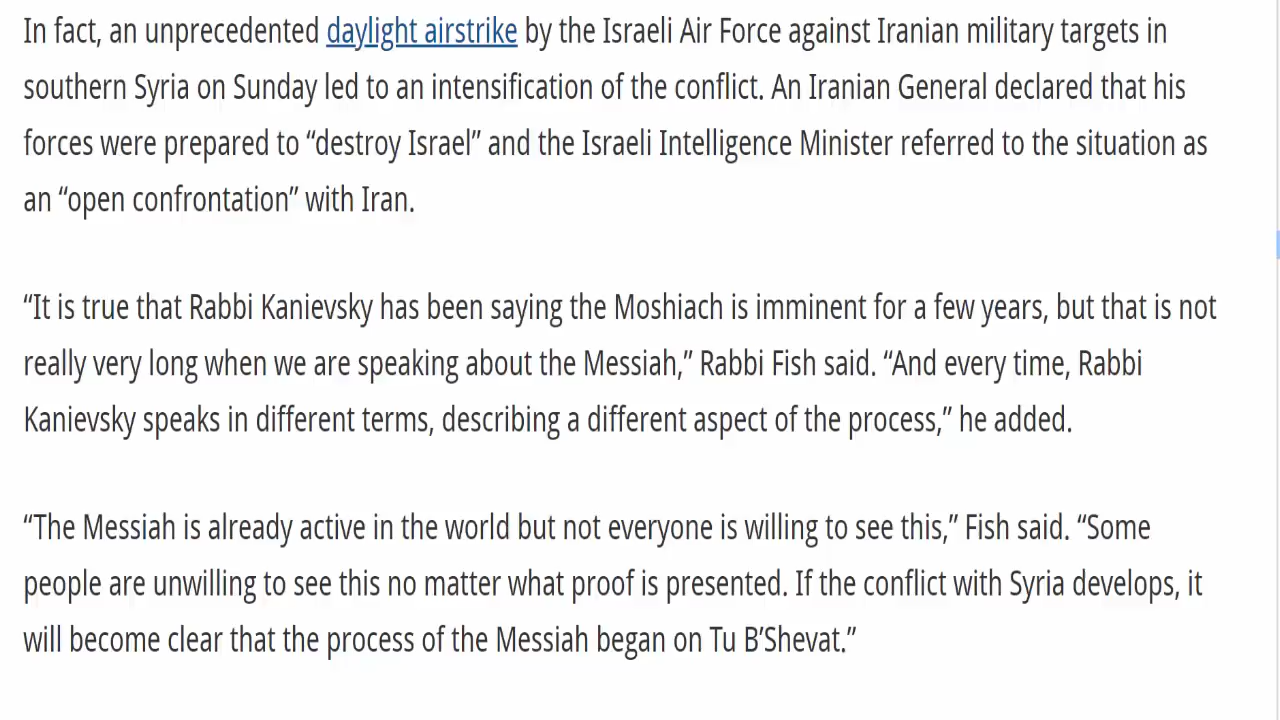 In fact, an unprecedented daylight airstrike by the Israeli Air Force against Iranian military targets in
southern Syria on Sunday led to an intensification of the conflict. An Iranian General declared that his
forces were prepared to “destroy Israel” and the Israeli Intelligence Minister referred to the situation as
an “open confrontation” with Iran.
“It is true that Rabbi Kanievsky has been saying the Moshiach is imminent for a few years, but that is not
really very long when we are speaking about the Messiah,” Rabbi Fish said. “And every time, Rabbi
Kanievsky speaks in different terms, describing a different aspect of the process,” he added.
“The Messiah is already active in the world but not everyone is willing to see this,” Fish said. “Some
people are unwilling to see this no matter what proof is presented. If the conflict with Syria develops, it
will become clear that the process of the Messiah began on Tu B’Shevat.”